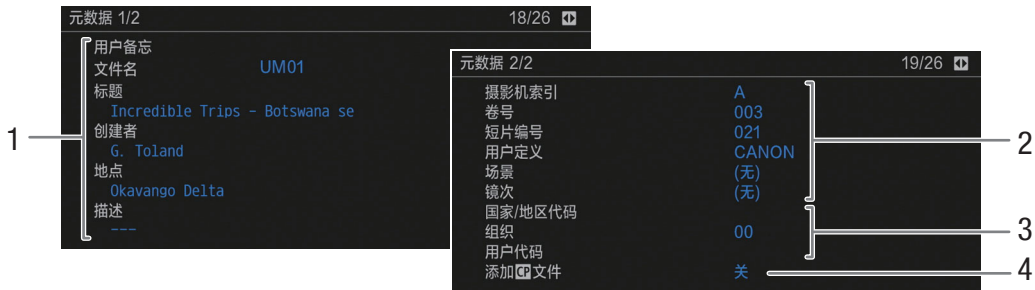 元数据 1/2 18/26
用户备忘
文件名 UM01
标题
Incredible Trips - Botswana se
创建者
G. Toland
地点
Okavango Delta
描述
---
1
元数据 2/2 19/26
摄影机索引 A
卷号 003
短片编号 021
用户定义 CANON
场景 (无)
镜次 (无)
2
国家/地区代码
组织 00
用户代码
3
添加CP文件 关
4